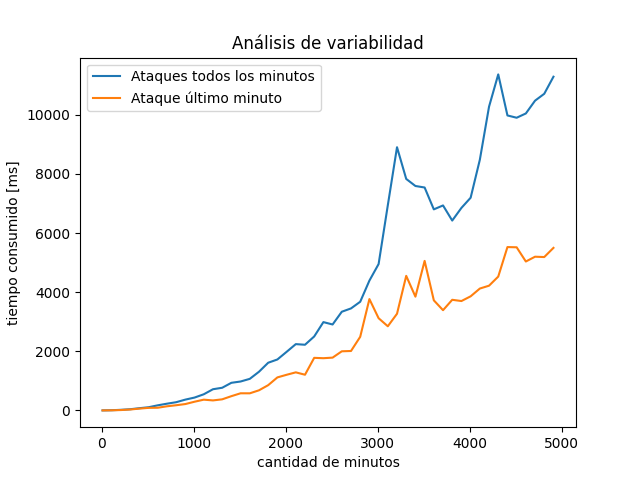 Análisis de variabilidad
Ataques todos los minutos
Ataque último minuto
tiempo consumido [ms]
10000
8000
6000
4000
2000
0
0 1000 2000 3000 4000 5000
cantidad de minutos